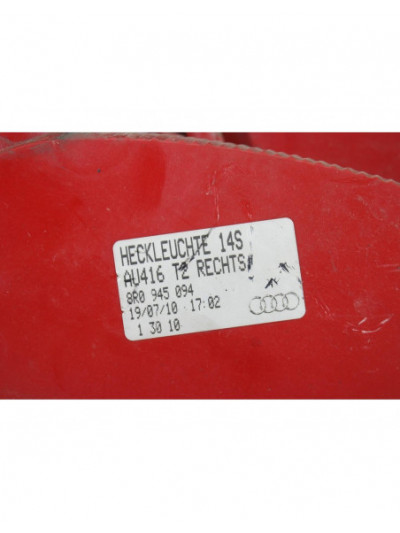 HECKLEUCHTE 14S
AU416 T2 RECHTS
8R0 945 094
19/07/10 17:02
1 30 10